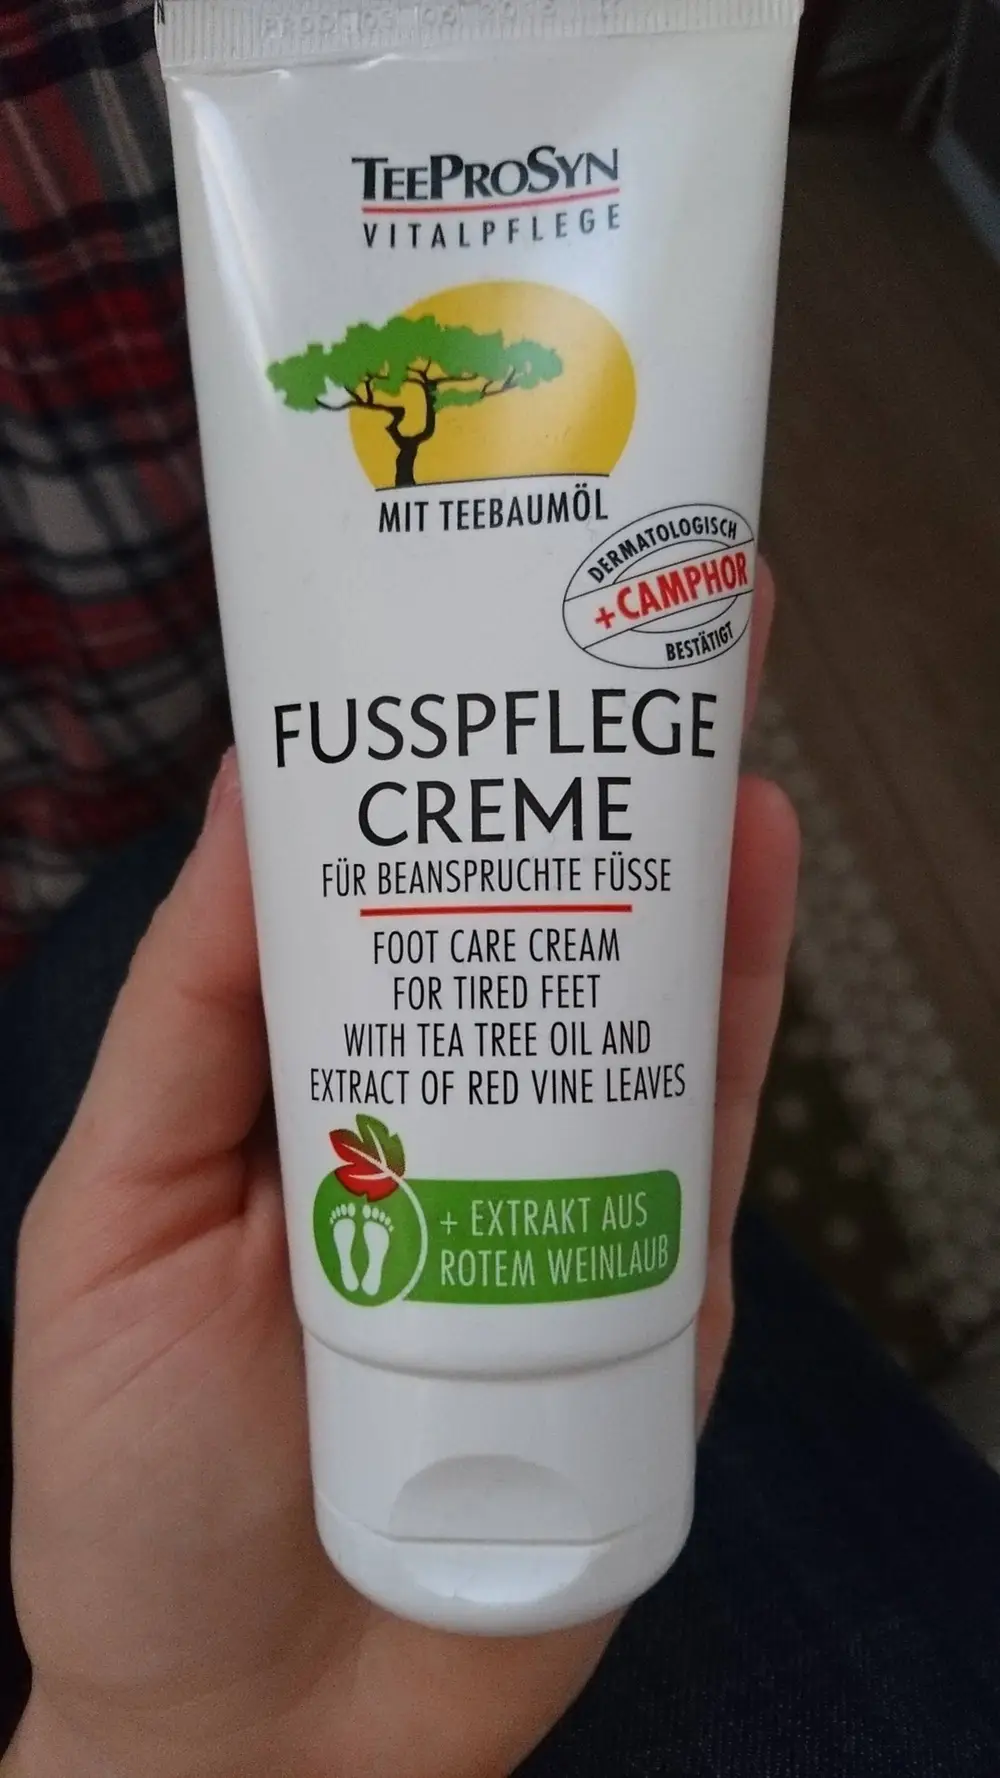 TEEPROSYN
VITALPFLEGE
MIT TEEBAUMÖL
DERMATOLOGISCH
+CAMPHOR
BESTÄTIGT
FUSSPFLEGE
CREME
FÜR BEANSPRUCHTE FÜSSE
FOOT CARE CREAM
FOR TIRED FEET
WITH TEA TREE OIL AND
EXTRACT OF RED VINE LEAVES
+ EXTRAKT AUS
ROTEM WEINLAUB